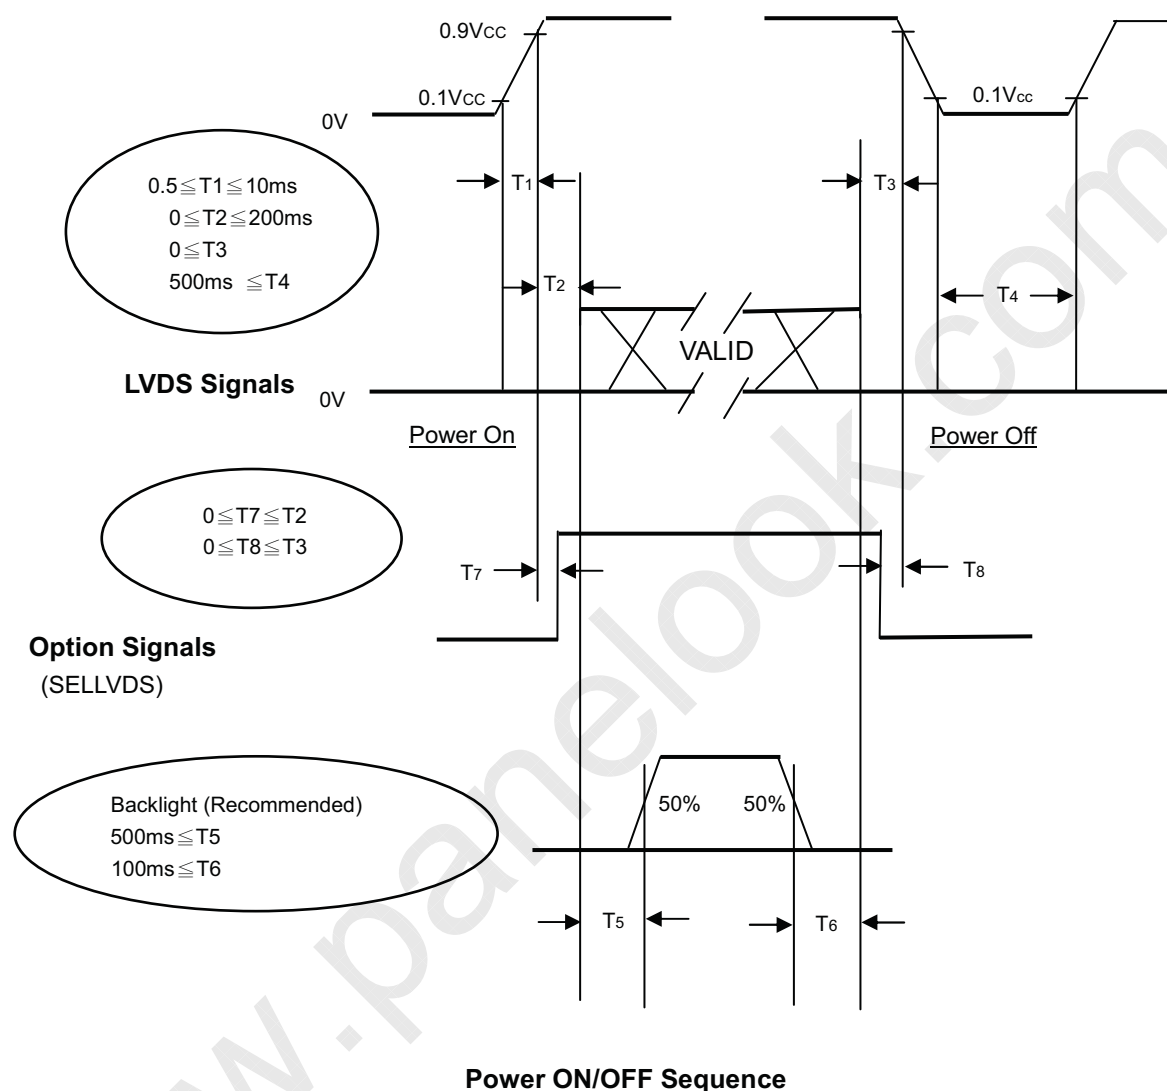 0.9Vcc
0.1Vcc
0.1Vcc
0V
0.5≦T1≦10ms
0≦T2≦200ms
0≦T3
500ms ≦T4
T1
T3
T2
T4
VALID
LVDS Signals
0V
Power On
Power Off
0≦T7≦T2
0≦T8≦T3
T7
T8
Option Signals
(SELLVDS)
Backlight (Recommended)
500ms≦T5
100ms≦T6
50%
50%
T5
T6
Power ON/OFF Sequence
w.panelook.com